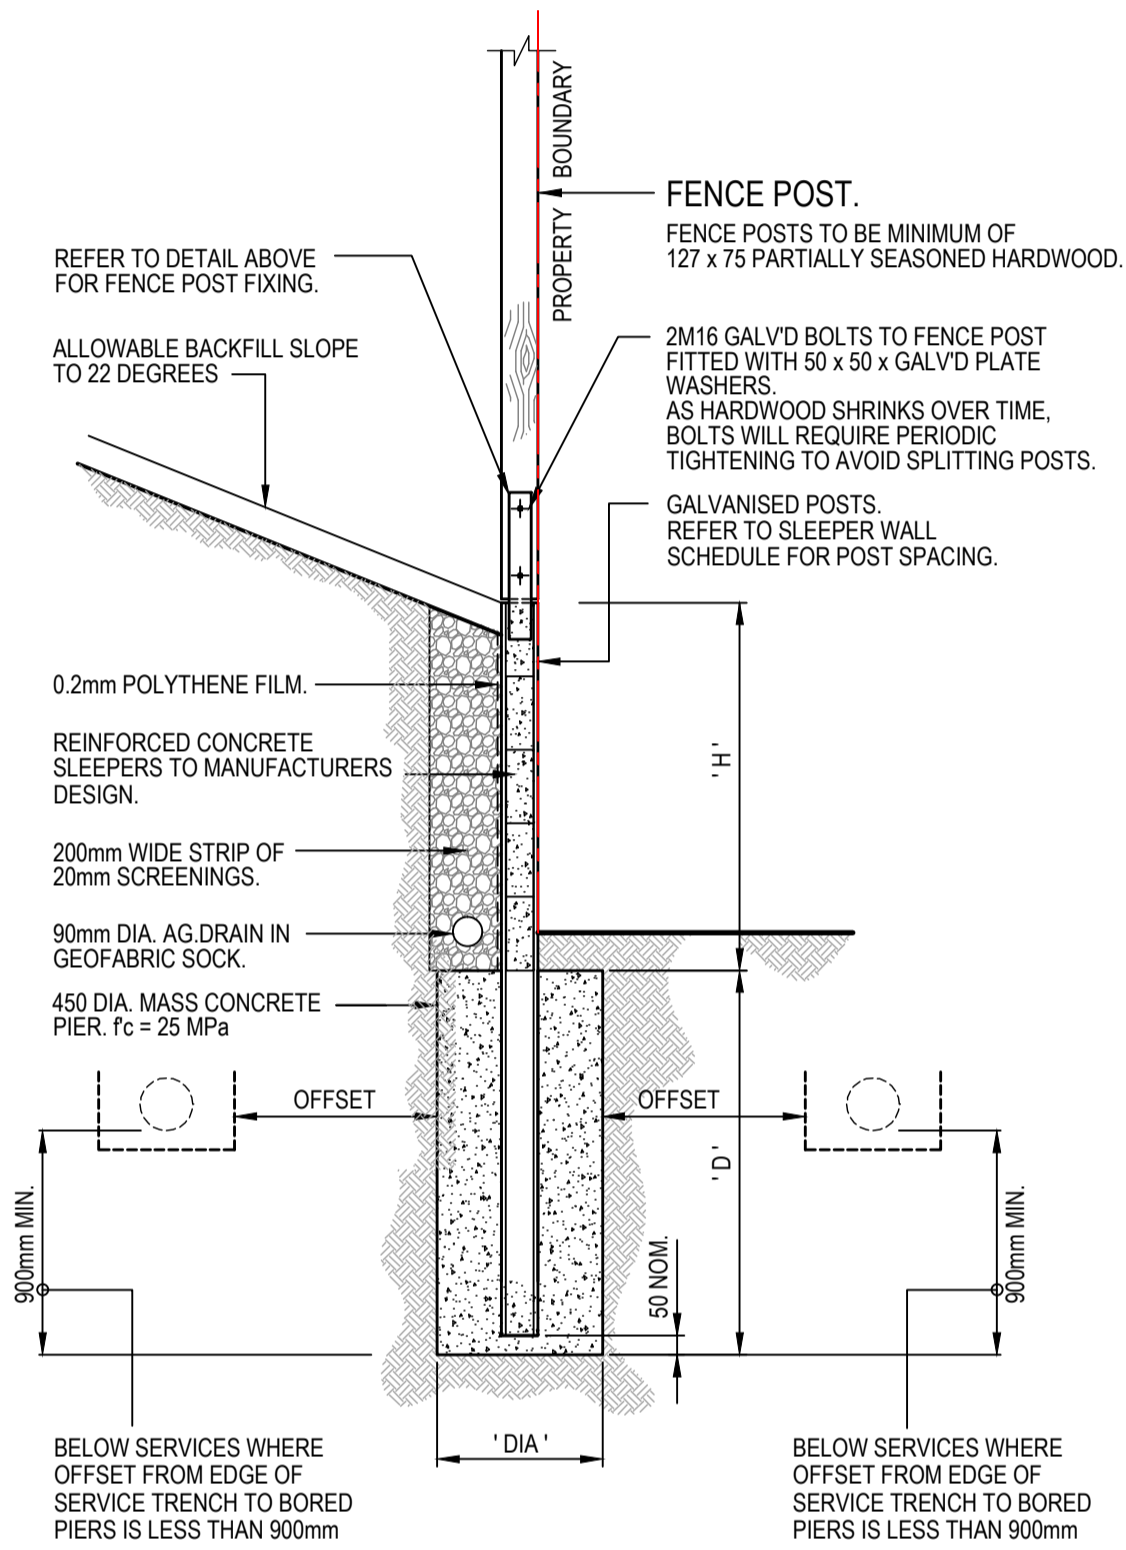 PROPERTY BOUNDARY
FENCE POST.
FENCE POSTS TO BE MINIMUM OF
127 x 75 PARTIALLY SEASONED HARDWOOD.
REFER TO DETAIL ABOVE
FOR FENCE POST FIXING.
ALLOWABLE BACKFILL SLOPE
TO 22 DEGREES
2M16 GALV'D BOLTS TO FENCE POST
FITTED WITH 50 x 50 x GALV'D PLATE
WASHERS.
AS HARDWOOD SHRINKS OVER TIME,
BOLTS WILL REQUIRE PERIODIC
TIGHTENING TO AVOID SPLITTING POSTS.
GALVANISED POSTS.
REFER TO SLEEPER WALL
SCHEDULE FOR POST SPACING.
0.2mm POLYTHENE FILM.
REINFORCED CONCRETE
SLEEPERS TO MANUFACTURERS
DESIGN.
200mm WIDE STRIP OF
20mm SCREENINGS.
90mm DIA. AG.DRAIN IN
GEOFABRIC SOCK.
450 DIA. MASS CONCRETE
PIER. f'c = 25 MPa
' H '
OFFSET
OFFSET
' D '
900mm MIN.
50 NOM.
900mm MIN.
' DIA '
BELOW SERVICES WHERE
OFFSET FROM EDGE OF
SERVICE TRENCH TO BORED
PIERS IS LESS THAN 900mm
BELOW SERVICES WHERE
OFFSET FROM EDGE OF
SERVICE TRENCH TO BORED
PIERS IS LESS THAN 900mm